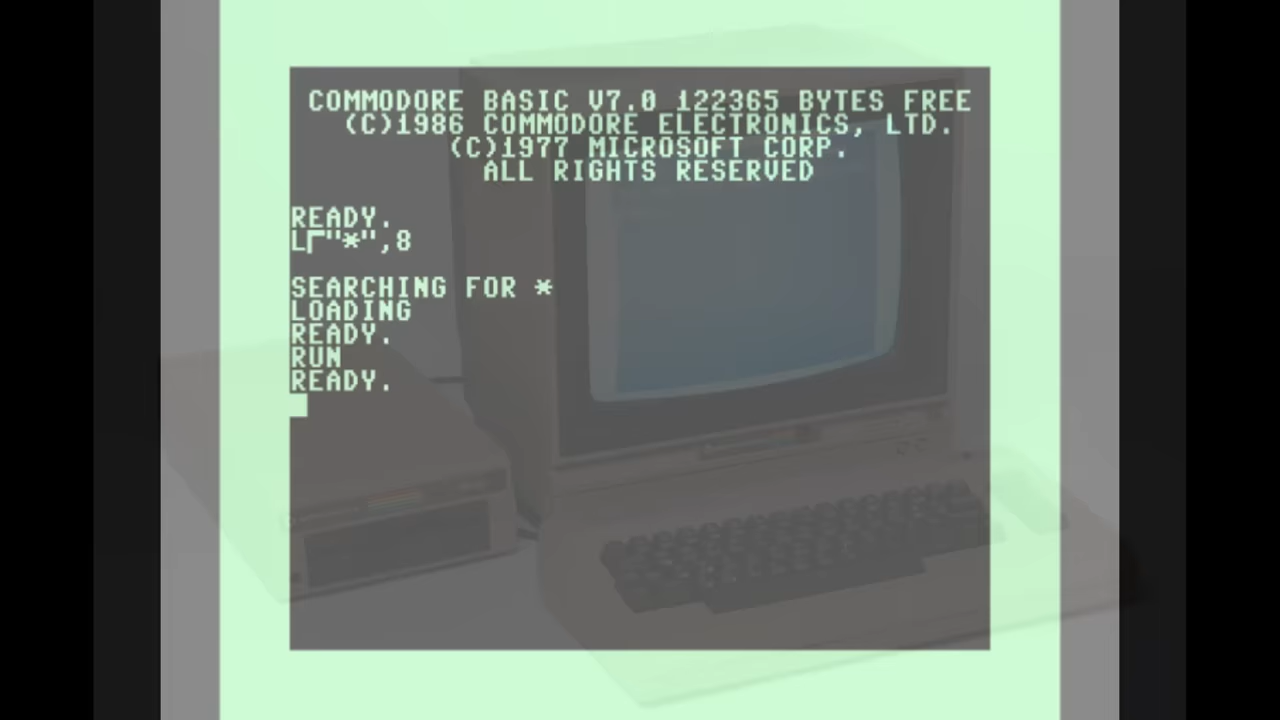 COMMODORE BASIC V7.0 122365 BYTES FREE
(C)1986 COMMODORE ELECTRONICS, LTD.
(C)1977 MICROSOFT CORP.
ALL RIGHTS RESERVED
READY.
L┌"*",8
SEARCHING FOR *
LOADING
READY.
RUN
READY.